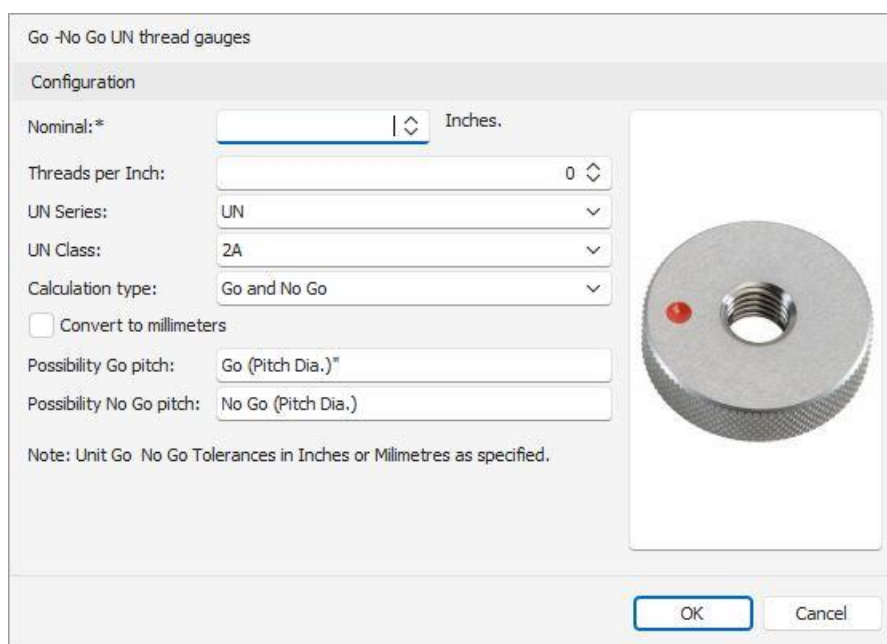 Go -No Go UN thread gauges
Configuration
Nominal:* Inches.
Threads per Inch: 0
UN Series: UN
UN Class: 2A
Calculation type: Go and No Go
Convert to millimeters
Possibility Go pitch: Go (Pitch Dia.)"
Possibility No Go pitch: No Go (Pitch Dia.)
Note: Unit Go  No Go Tolerances in Inches or Milimetres as specified.
OK Cancel